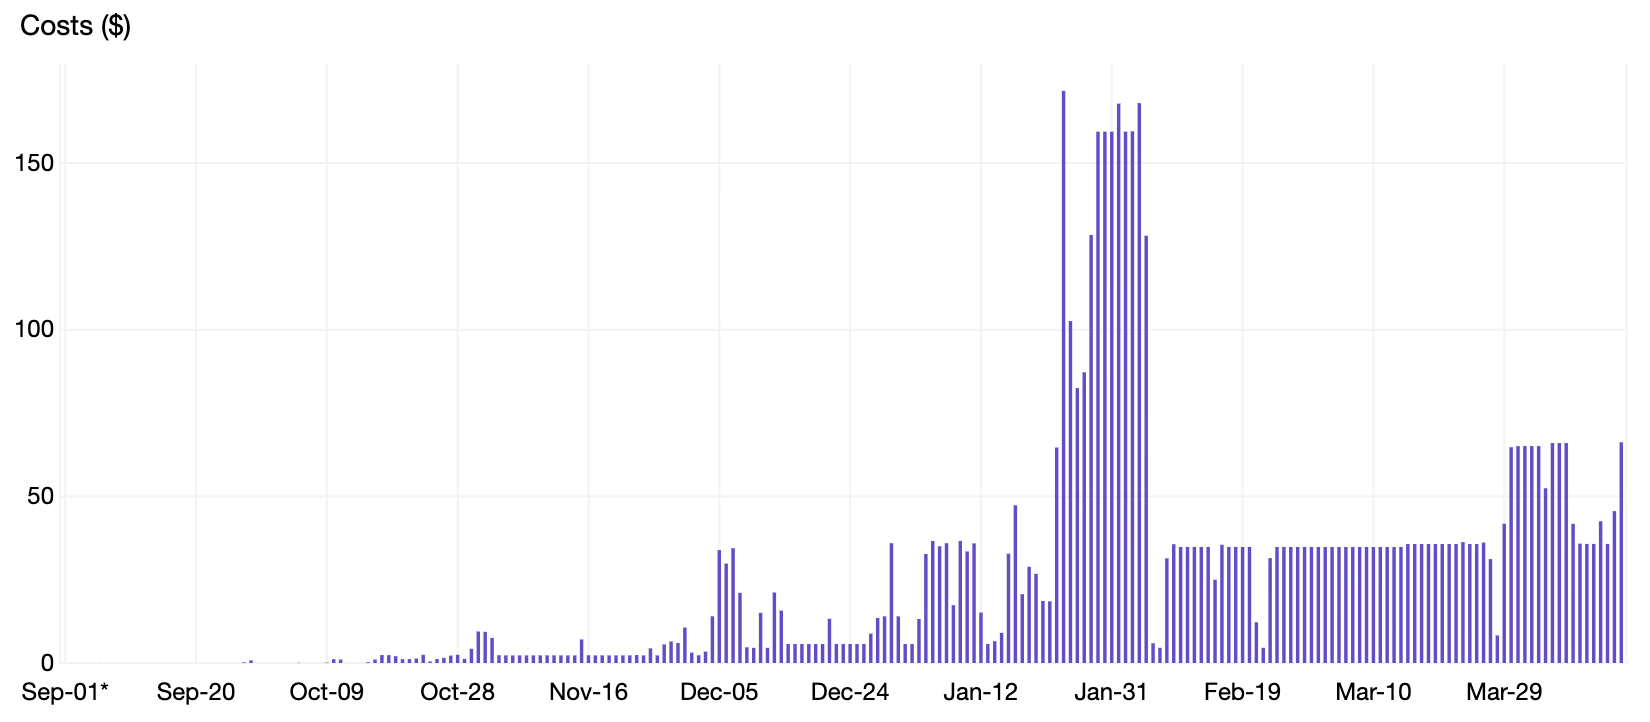 Costs ($)
150
100
50
0
Sep-01* Sep-20 Oct-09 Oct-28 Nov-16 Dec-05 Dec-24 Jan-12 Jan-31 Feb-19 Mar-10 Mar-29